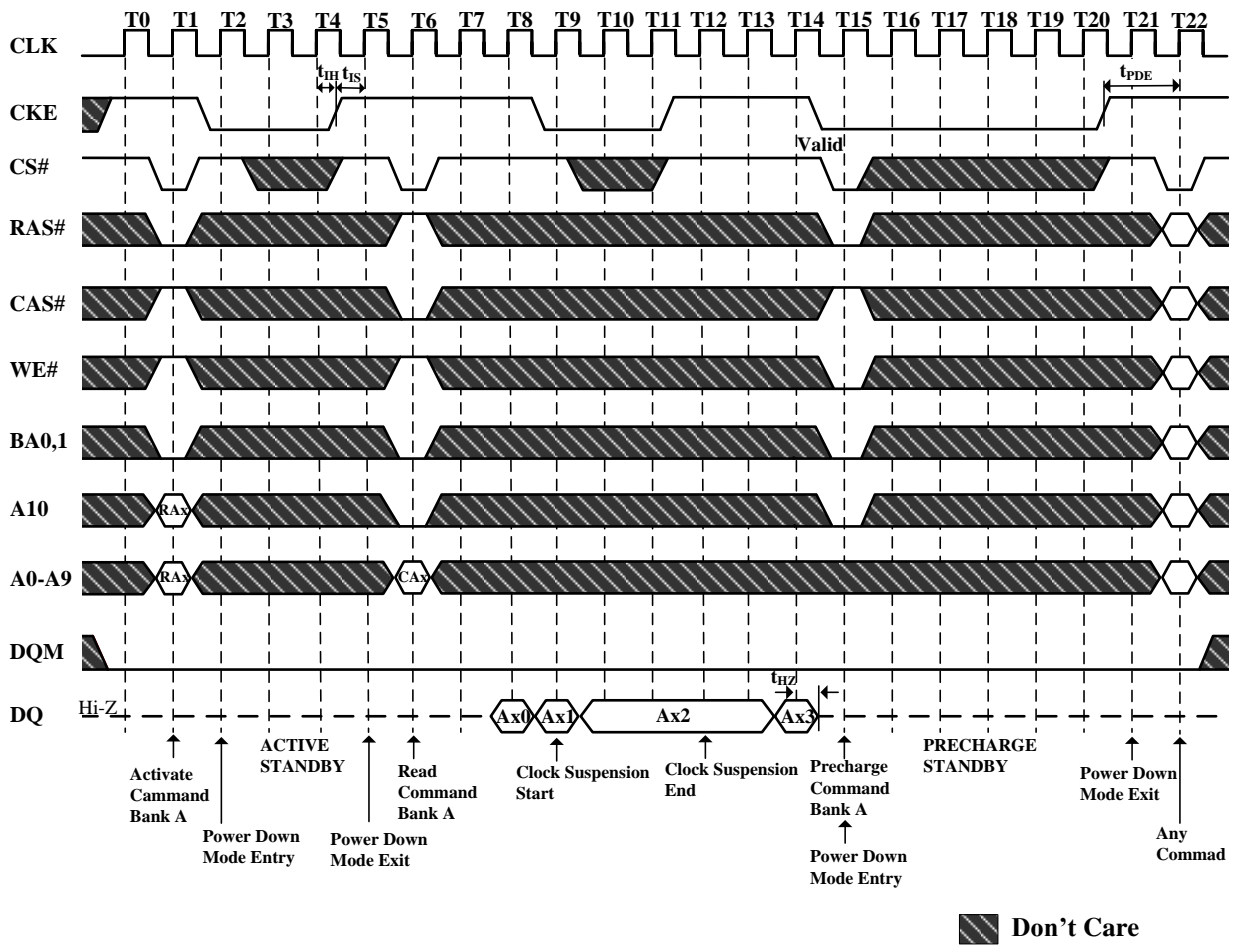 T0 T1 T2 T3 T4 T5 T6 T7 T8 T9 T10 T11 T12 T13 T14 T15 T16 T17 T18 T19 T20 T21 T22
CLK
tIH tIS
tPDE
CKE
Valid
CS#
RAS#
CAS#
WE#
BA0,1
A10
RAx
A0-A9
RAx
CAx
DQM
tHZ
DQ
Hi-Z
Ax0
Ax1
Ax2
Ax3
Activate
Cammand
Bank A
Power Down
Mode Entry
ACTIVE
STANDBY
Power Down
Mode Exit
Read
Command
Bank A
Clock Suspension
Start
Clock Suspension
End
Precharge
Command
Bank A
Power Down
Mode Entry
PRECHARGE
STANDBY
Power Down
Mode Exit
Any
Commad
Don't Care